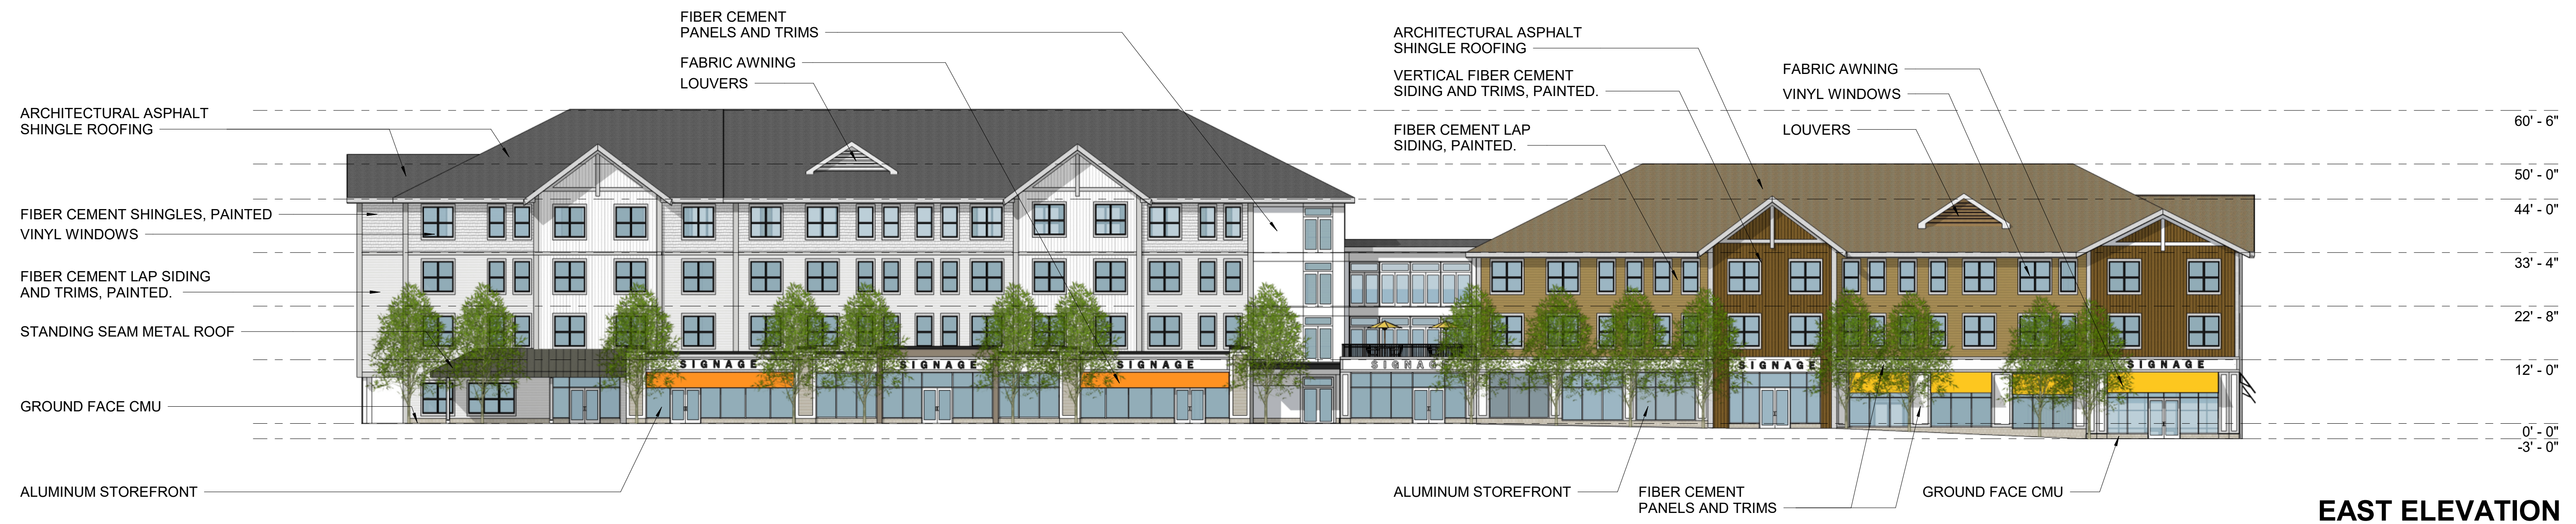 FIBER CEMENT
PANELS AND TRIMS
FABRIC AWNING
LOUVERS
ARCHITECTURAL ASPHALT
SHINGLE ROOFING
FIBER CEMENT SHINGLES, PAINTED
VINYL WINDOWS
FIBER CEMENT LAP SIDING
AND TRIMS, PAINTED.
STANDING SEAM METAL ROOF
GROUND FACE CMU
ALUMINUM STOREFRONT
ARCHITECTURAL ASPHALT
SHINGLE ROOFING
VERTICAL FIBER CEMENT
SIDING AND TRIMS, PAINTED.
FIBER CEMENT LAP
SIDING, PAINTED.
FABRIC AWNING
VINYL WINDOWS
LOUVERS
60' - 6"
50' - 0"
44' - 0"
33' - 4"
22' - 8"
12' - 0"
0' - 0"
-3' - 0"
SIGNAGE
SIGNAGE
SIGNAGE
SIGNAG
SIGNAGE
SIGNAGE
ALUMINUM STOREFRONT
FIBER CEMENT
PANELS AND TRIMS
GROUND FACE CMU
EAST ELEVATION